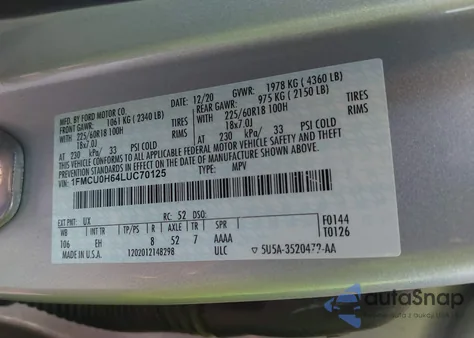 MFD. BY FORD MOTOR CO.
DATE: 12/20 GVWR: 1978 KG ( 4360 LB)
FRONT GAWR: 1061 KG ( 2340 LB) REAR GAWR: 975 KG ( 2150 LB)
225/60R18 100H TIRES 225/60R18 100H TIRES
18x7.0J RIMS 18x7.0J RIMS
AT 230 kPa/ 33 PSI COLD AT 230 kPa/ 33 PSI COLD
THIS VEHICLE CONFORMS TO ALL APPLICABLE FEDERAL MOTOR VEHICLE SAFETY, BUMPER, AND THEFT
PREVENTION STANDARDS IN EFFECT ON THE DATE OF MANUFACTURE SHOWN ABOVE.
VIN: 1FMCU0H64LUC70125
TYPE: MPV
EXT PNT: UX RC: 52 DSO:
WB INT TR TP/PS R AXLE TR SPR F0144
106 EH 8 52 7 AAAA T0126
MADE IN U.S.A. 1202012148298 ULC 5U5A-3520472-AA
autoSnap